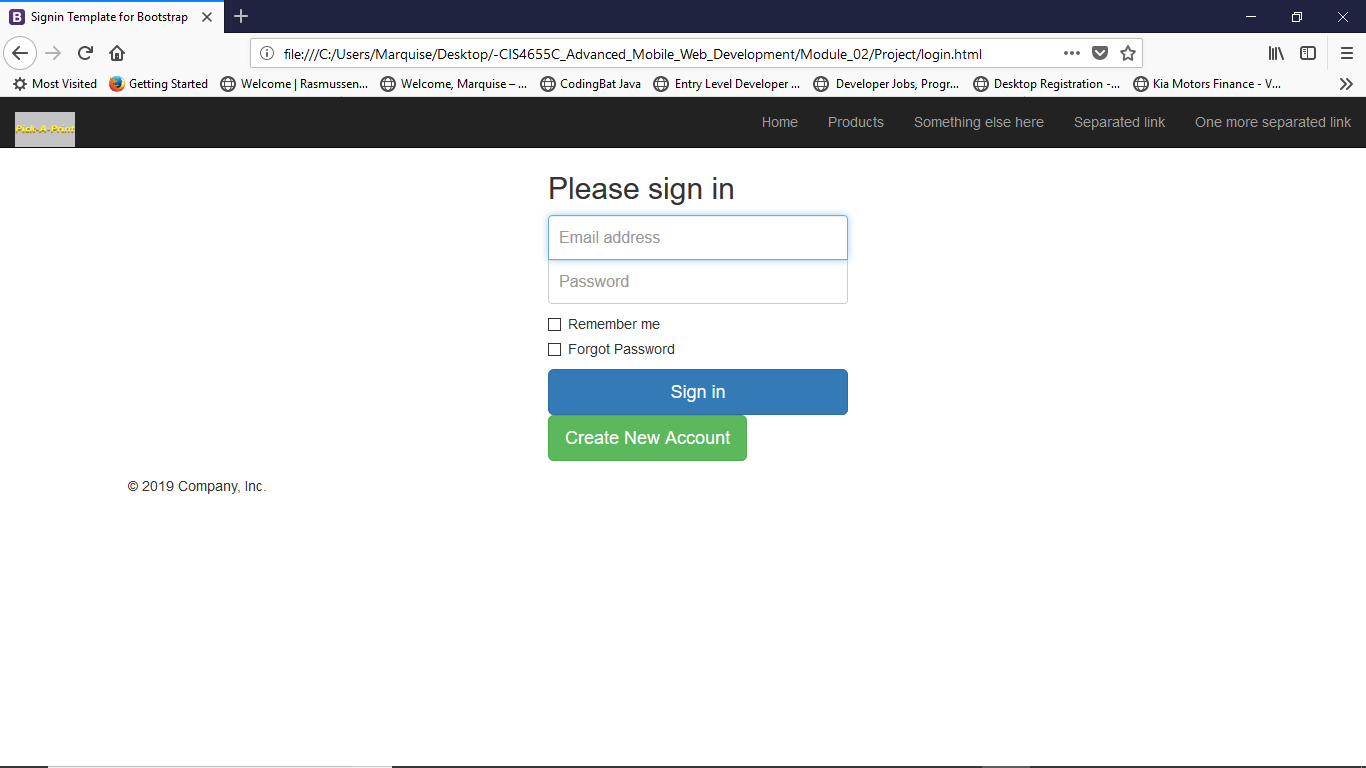 Signin Template for Bootstrap
file:///C:/Users/Marquise/Desktop/-CIS4655C_Advanced_Mobile_Web_Development/Module_02/Project/login.html
Most Visited Getting Started Welcome | Rasmussen... Welcome, Marquise – ... CodingBat Java Entry Level Developer ... Developer Jobs, Progr... Desktop Registration -... Kia Motors Finance - V...
Pick-A-Print Home Products Something else here Separated link One more separated link
Please sign in
Email address
Password
Remember me
Forgot Password
Sign in
Create New Account
© 2019 Company, Inc.